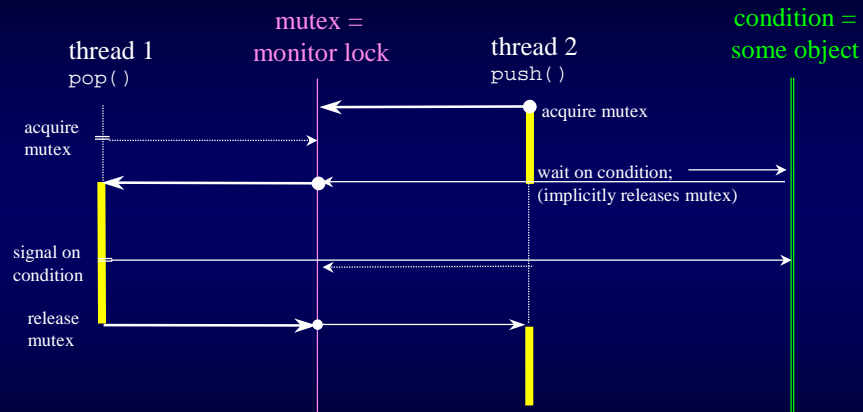 mutex =
monitor lock
condition =
some object
thread 1
pop()
thread 2
push()
acquire mutex
acquire
mutex
wait on condition;
(implicitly releases mutex)
signal on
condition
release
mutex